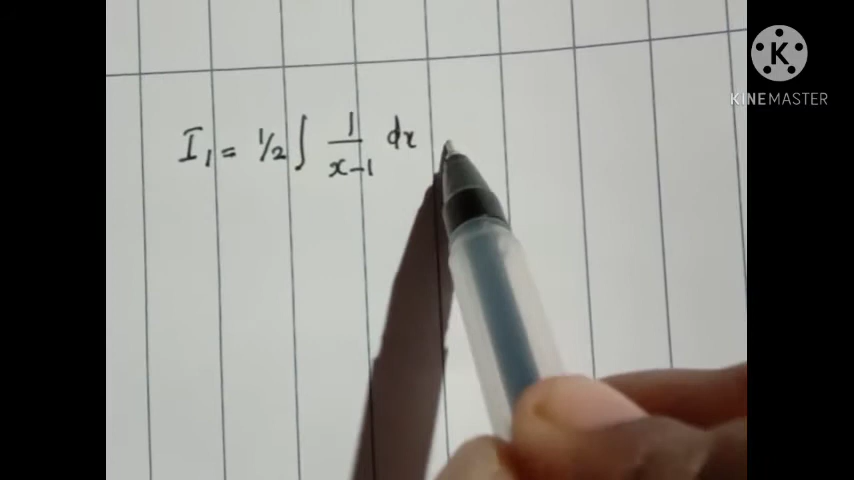 I₁ = 1/2 ∫ 1/(x-1) dx
K
KINEMASTER